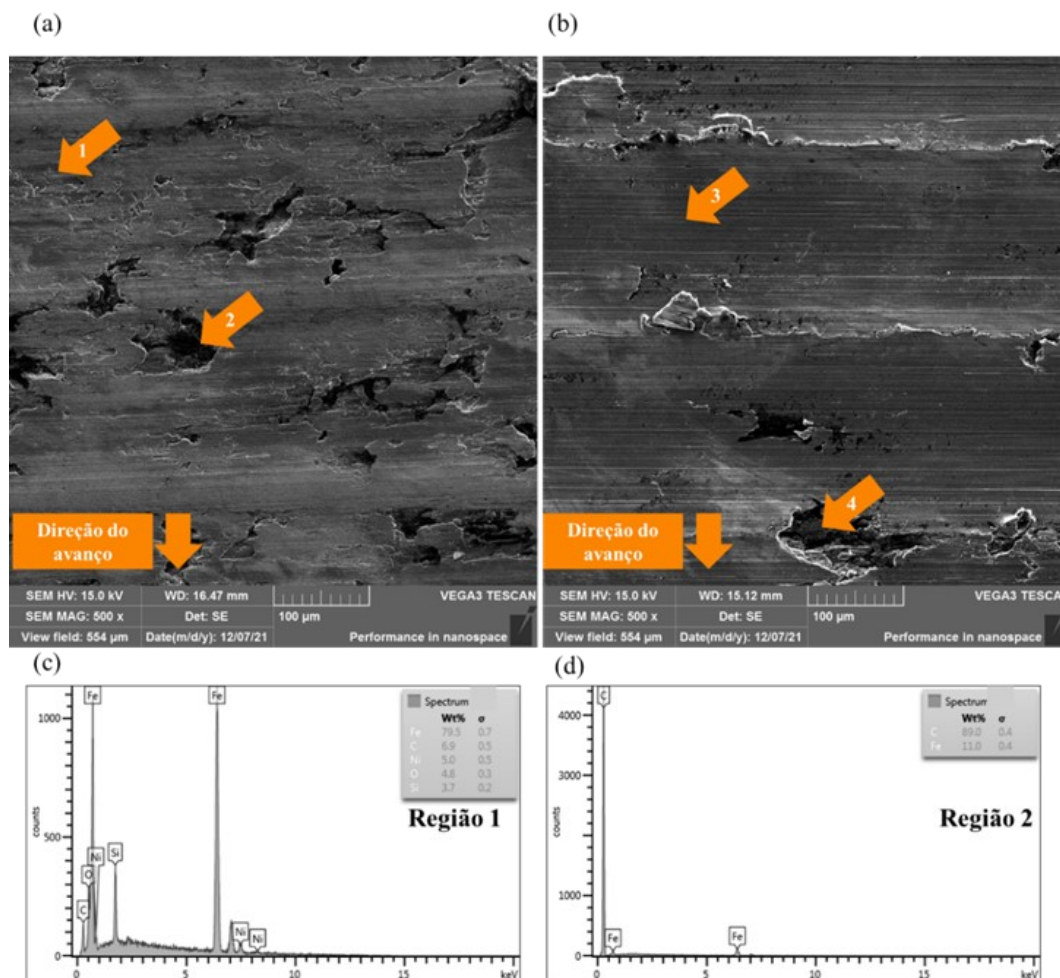 (a)
(b)
1
2
3
4
Direção do
avanço
Direção do
avanço
SEM HV: 15.0 kV WD: 16.47 mm VEGA3 TESCAN
SEM MAG: 500 x Det: SE 100 µm
View field: 554 µm Date(m/d/y): 12/07/21 Performance in nanospace
SEM HV: 15.0 kV WD: 15.12 mm VEGA3 TESCAN
SEM MAG: 500 x Det: SE 100 µm
View field: 554 µm Date(m/d/y): 12/07/21 Performance in nanospace
(c)
(d)
Spectrum
Wt% σ
Fe 79.5 0.7
C 6.9 0.5
Ni 5.0 0.5
O 4.8 0.3
Si 3.7 0.2
Região 1
1000
500
0
counts
Fe
Fe
Ni
Si
O
C
Ni
Ni
0 5 10 15 keV
Spectrum
Wt% σ
C 89.0 0.4
Fe 11.0 0.4
Região 2
4000
3000
1000
0
counts
C
Fe
Fe
0 5 10 15 keV